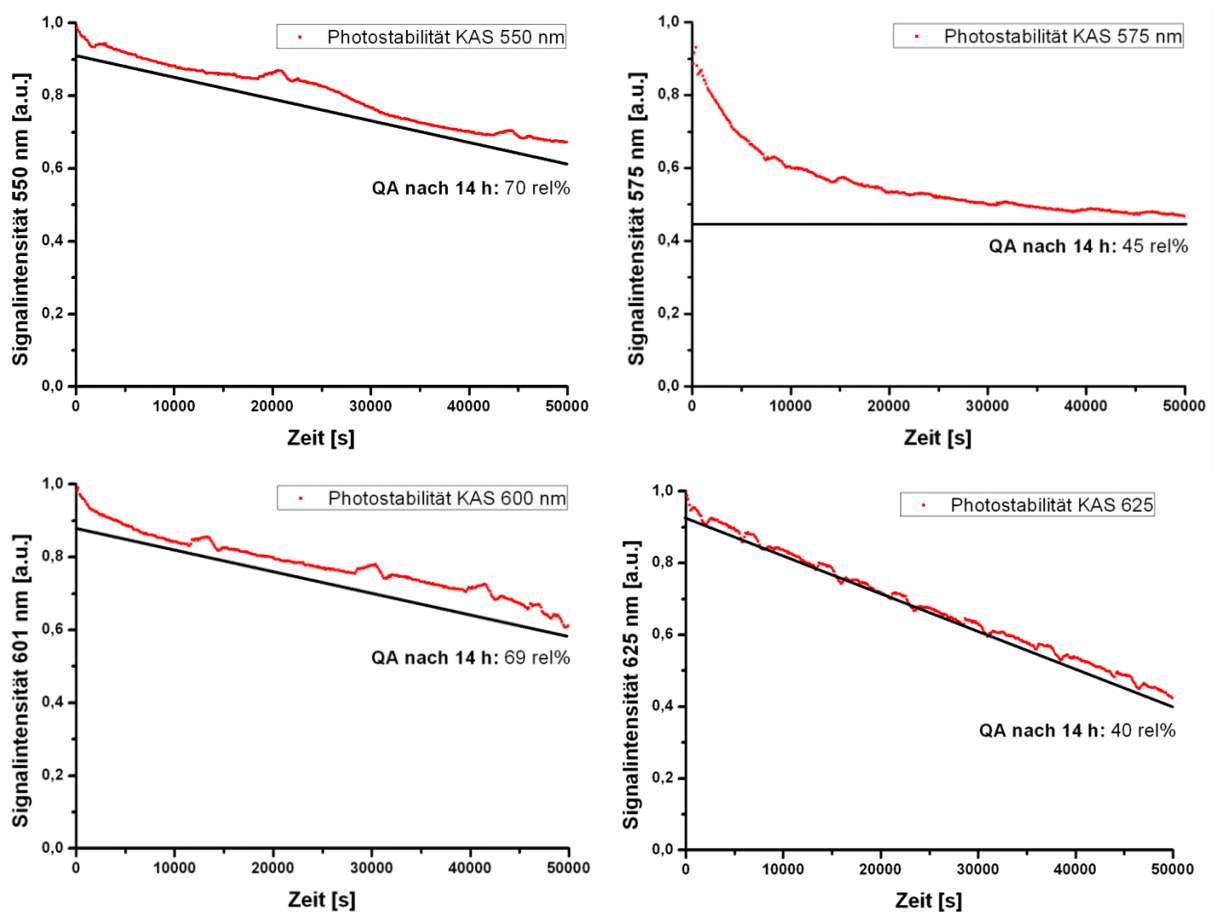 Photostabilität KAS 550 nm
Signalintensität 550 nm [a.u.]
1,0
0,8
0,6
0,4
0,2
0,0
QA nach 14 h: 70 rel%
0 10000 20000 30000 40000 50000
Zeit [s]
Photostabilität KAS 575 nm
Signalintensität 575 nm [a.u.]
1,0
0,8
0,6
0,4
0,2
0,0
QA nach 14 h: 45 rel%
0 10000 20000 30000 40000 50000
Zeit [s]
Photostabilität KAS 600 nm
Signalintensität 601 nm [a.u.]
1,0
0,8
0,6
0,4
0,2
0,0
QA nach 14 h: 69 rel%
0 10000 20000 30000 40000 50000
Zeit [s]
Photostabilität KAS 625
Signalintensität 625 nm [a.u.]
1,0
0,8
0,6
0,4
0,2
0,0
QA nach 14 h: 40 rel%
0 10000 20000 30000 40000 50000
Zeit [s]